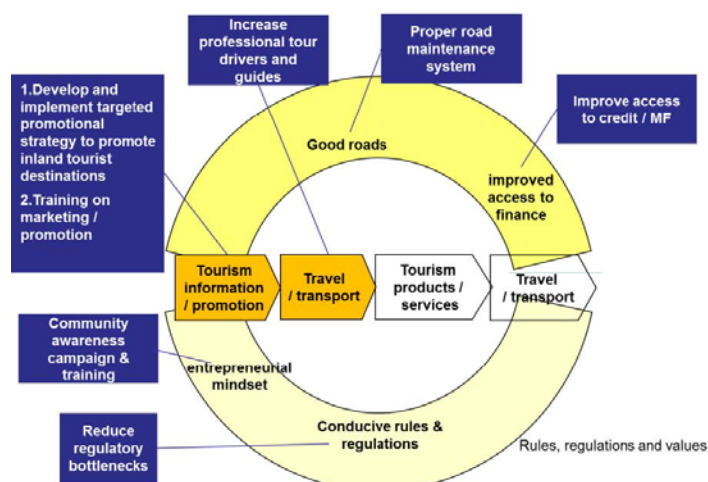 Increase
professional tour
drivers and
guides
Proper road
maintenance
system
1.Develop and
implement targeted
promotional
strategy to promote
inland tourist
destinations
2.Training on
marketing /
promotion
Improve access
to credit / MF
Good roads
improved
access to
finance
Tourism
information
/ promotion
Travel
/ transport
Tourism
products /
services
Travel
/ transport
Community
awareness
campaign &
training
entrepreneurial
mindset
Conducive rules &
regulations
Reduce
regulatory
bottlenecks
Rules, regulations and values